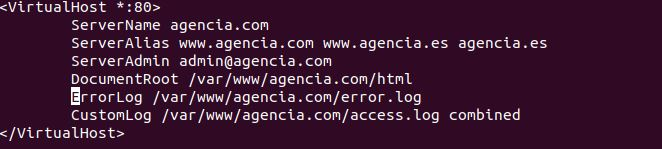 <VirtualHost *:80>
        ServerName agencia.com
        ServerAlias www.agencia.com www.agencia.es agencia.es
        ServerAdmin admin@agencia.com
        DocumentRoot /var/www/agencia.com/html
        ErrorLog /var/www/agencia.com/error.log
        CustomLog /var/www/agencia.com/access.log combined
</VirtualHost>